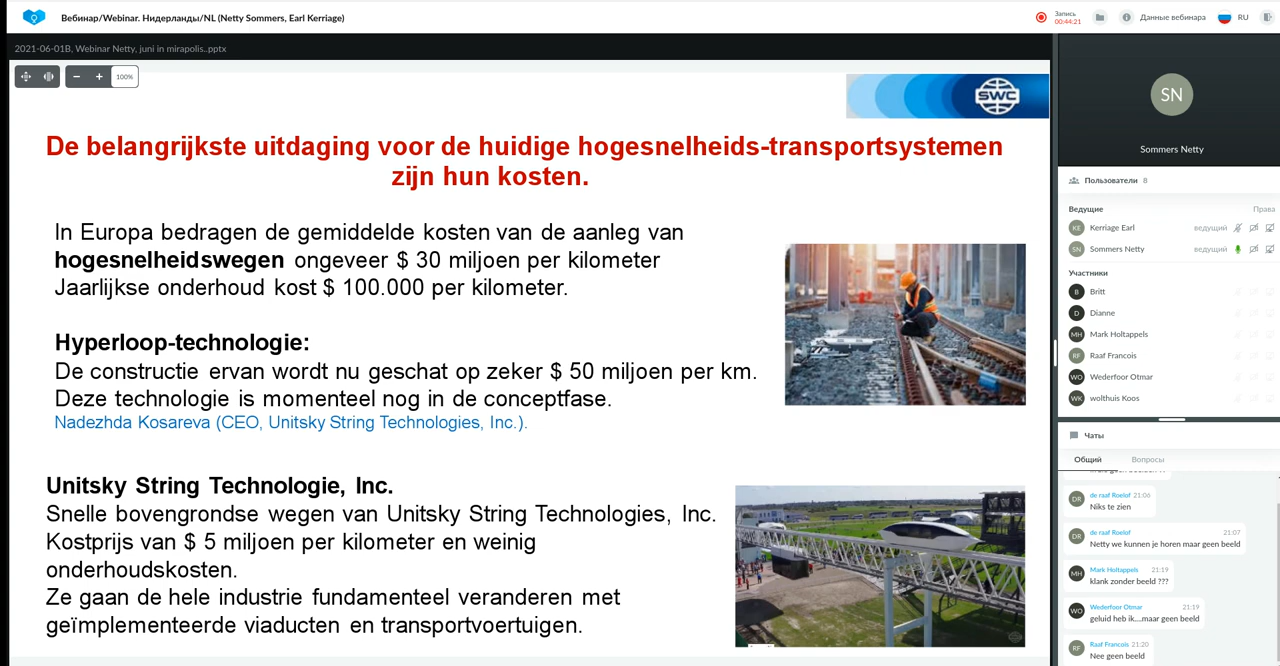 Вебинар/Webinar. Нидерланды/NL (Netty Sommers, Earl Kerriage)
Запись
00:44:21
Данные вебинара
RU
2021-06-01B, Webinar Netty, juni in mirapolis..pptx
100%
SWC
De belangrijkste uitdaging voor de huidige hogesnelheids-transportsystemen
zijn hun kosten.
In Europa bedragen de gemiddelde kosten van de aanleg van
hogesnelheidswegen ongeveer $ 30 miljoen per kilometer
Jaarlijkse onderhoud kost $ 100.000 per kilometer.
Hyperloop-technologie:
De constructie ervan wordt nu geschat op zeker $ 50 miljoen per km.
Deze technologie is momenteel nog in de conceptfase.
Nadezhda Kosareva (CEO, Unitsky String Technologies, Inc.).
Unitsky String Technologie, Inc.
Snelle bovengrondse wegen van Unitsky String Technologies, Inc.
Kostprijs van $ 5 miljoen per kilometer en weinig
onderhoudskosten.
Ze gaan de hele industrie fundamenteel veranderen met
geïmplementeerde viaducten en transportvoertuigen.
SN
Sommers Netty
Пользователи 8
Ведущие Права
KE Kerriage Earl ведущий
SN Sommers Netty ведущий
Участники
B Britt
D Dianne
MH Mark Holtappels
RF Raaf Francois
WO Wederfoor Otmar
WK wolthuis Koos
Чаты
Общий Вопросы
DR de raaf Roelof 21:06
Niks te zien
DR de raaf Roelof 21:07
Netty we kunnen je horen maar geen beeld
MH Mark Holtappels 21:19
klank zonder beeld ???
WO Wederfoor Otmar 21:19
geluid heb ik....maar geen beeld
RF Raaf Francois 21:20
Nee geen beeld